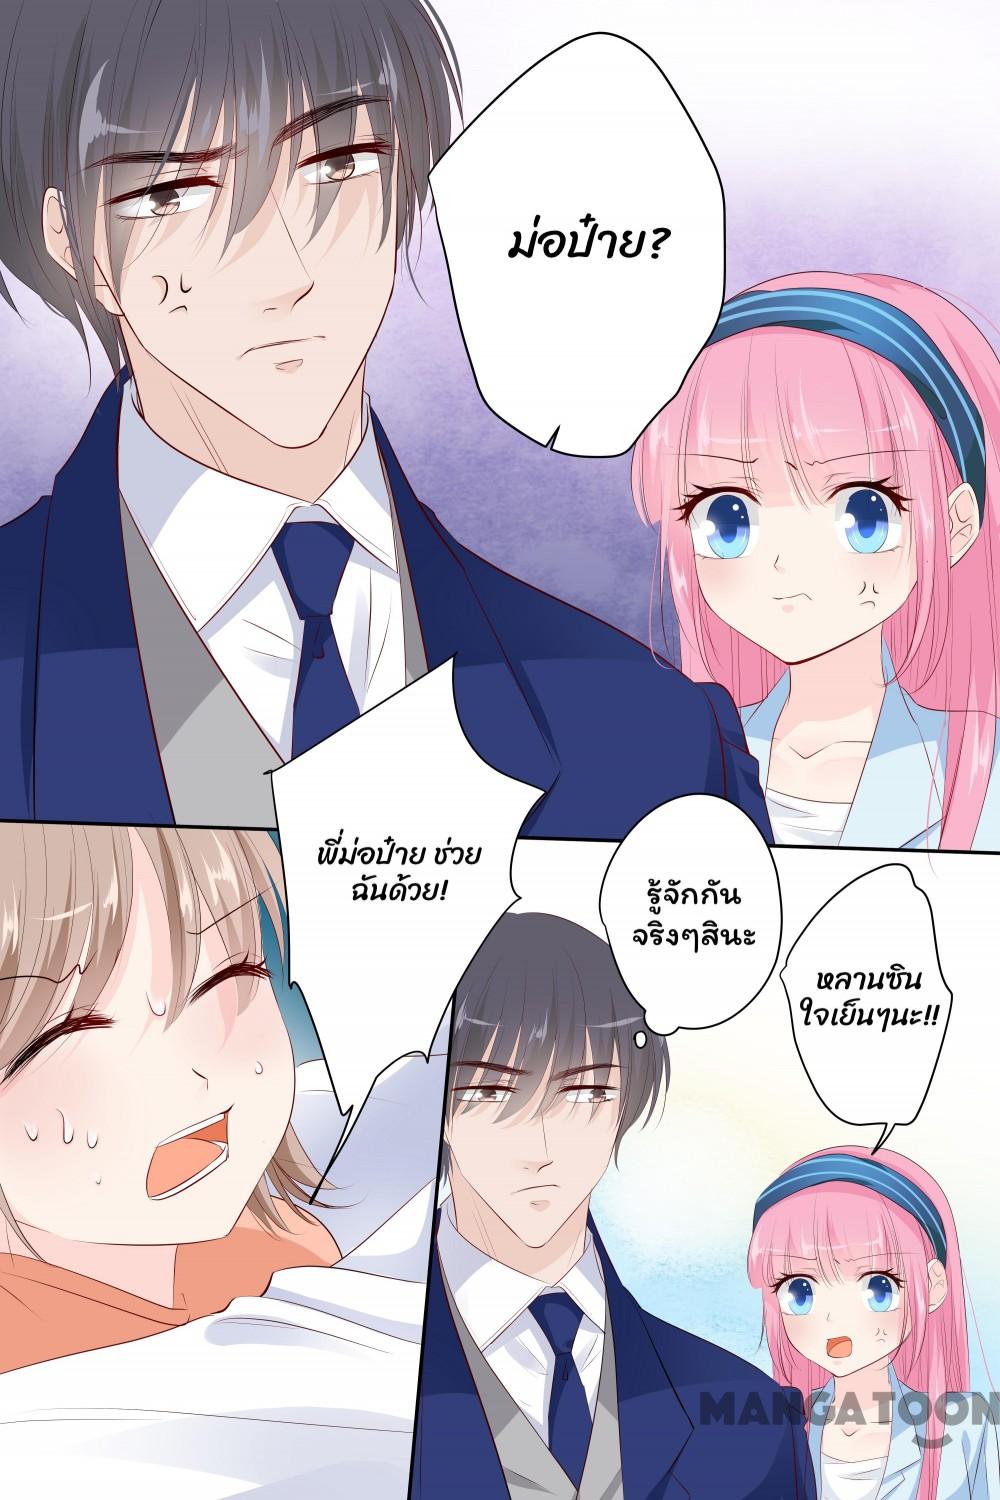 ม่อป๋าย?
พี่ม่อป๋าย ช่วย
ฉันด้วย!
รู้จักกัน
จริงๆสินะ
หลานซิน
ใจเย็นๆนะ!!
MANGATOON